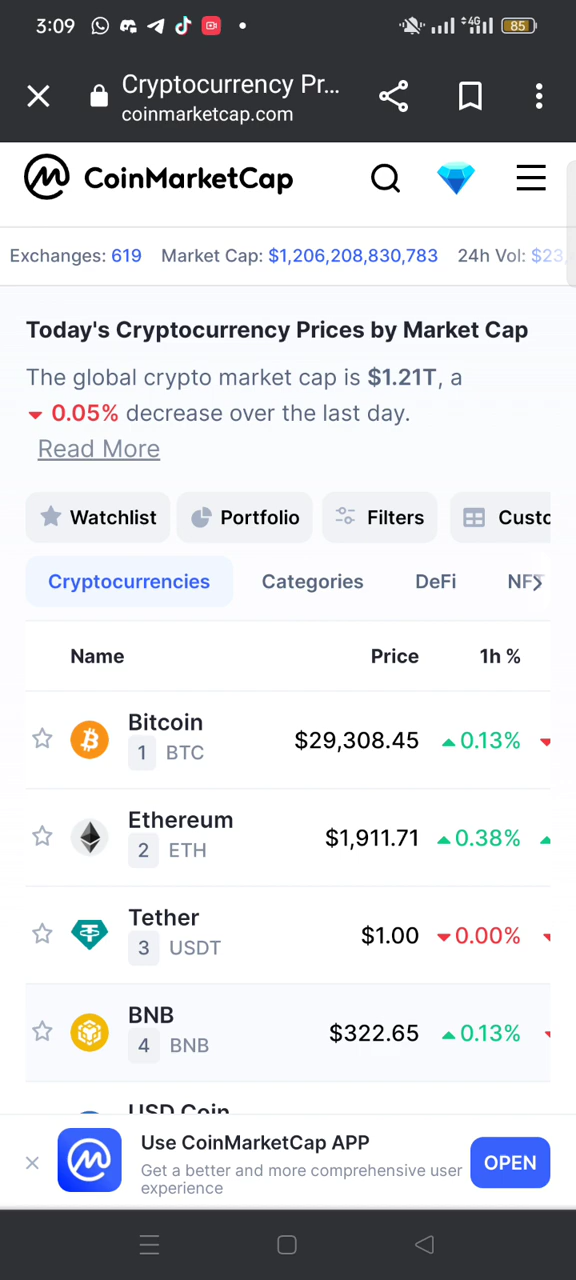 3:09
4G
85
Cryptocurrency Pr...
coinmarketcap.com
CoinMarketCap
Exchanges: 619 Market Cap: $1,206,208,830,783 24h Vol: $23,
Today's Cryptocurrency Prices by Market Cap
The global crypto market cap is $1.21T, a
0.05% decrease over the last day.
Read More
Watchlist Portfolio Filters Custo
Cryptocurrencies Categories DeFi NFT
Name Price 1h %
Bitcoin
1 BTC $29,308.45 0.13%
Ethereum
2 ETH $1,911.71 0.38%
Tether
3 USDT $1.00 0.00%
BNB
4 BNB $322.65 0.13%
USD Coin
Use CoinMarketCap APP
Get a better and more comprehensive user
experience
OPEN